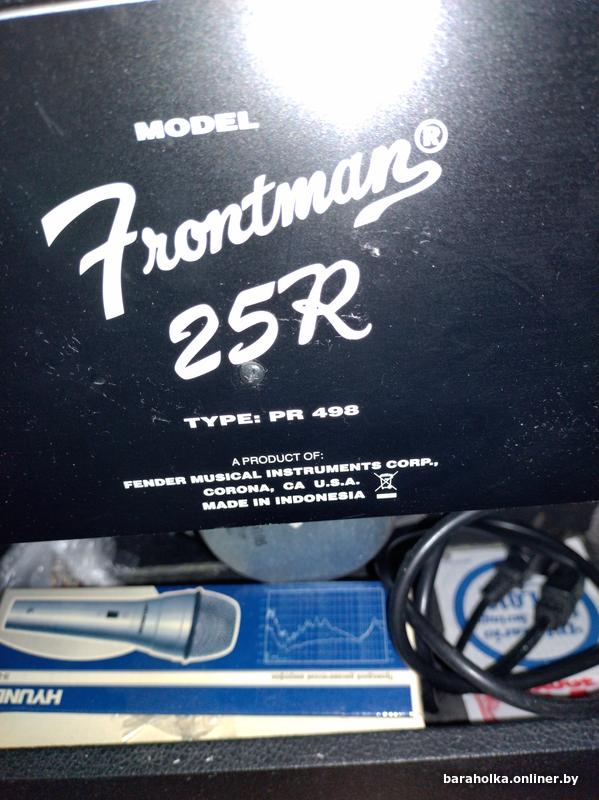 MODEL
Frontman®
25R
TYPE: PR 498
A PRODUCT OF:
FENDER MUSICAL INSTRUMENTS CORP.,
CORONA, CA U.S.A.
MADE IN INDONESIA
HYUND
baraholka.onliner.by